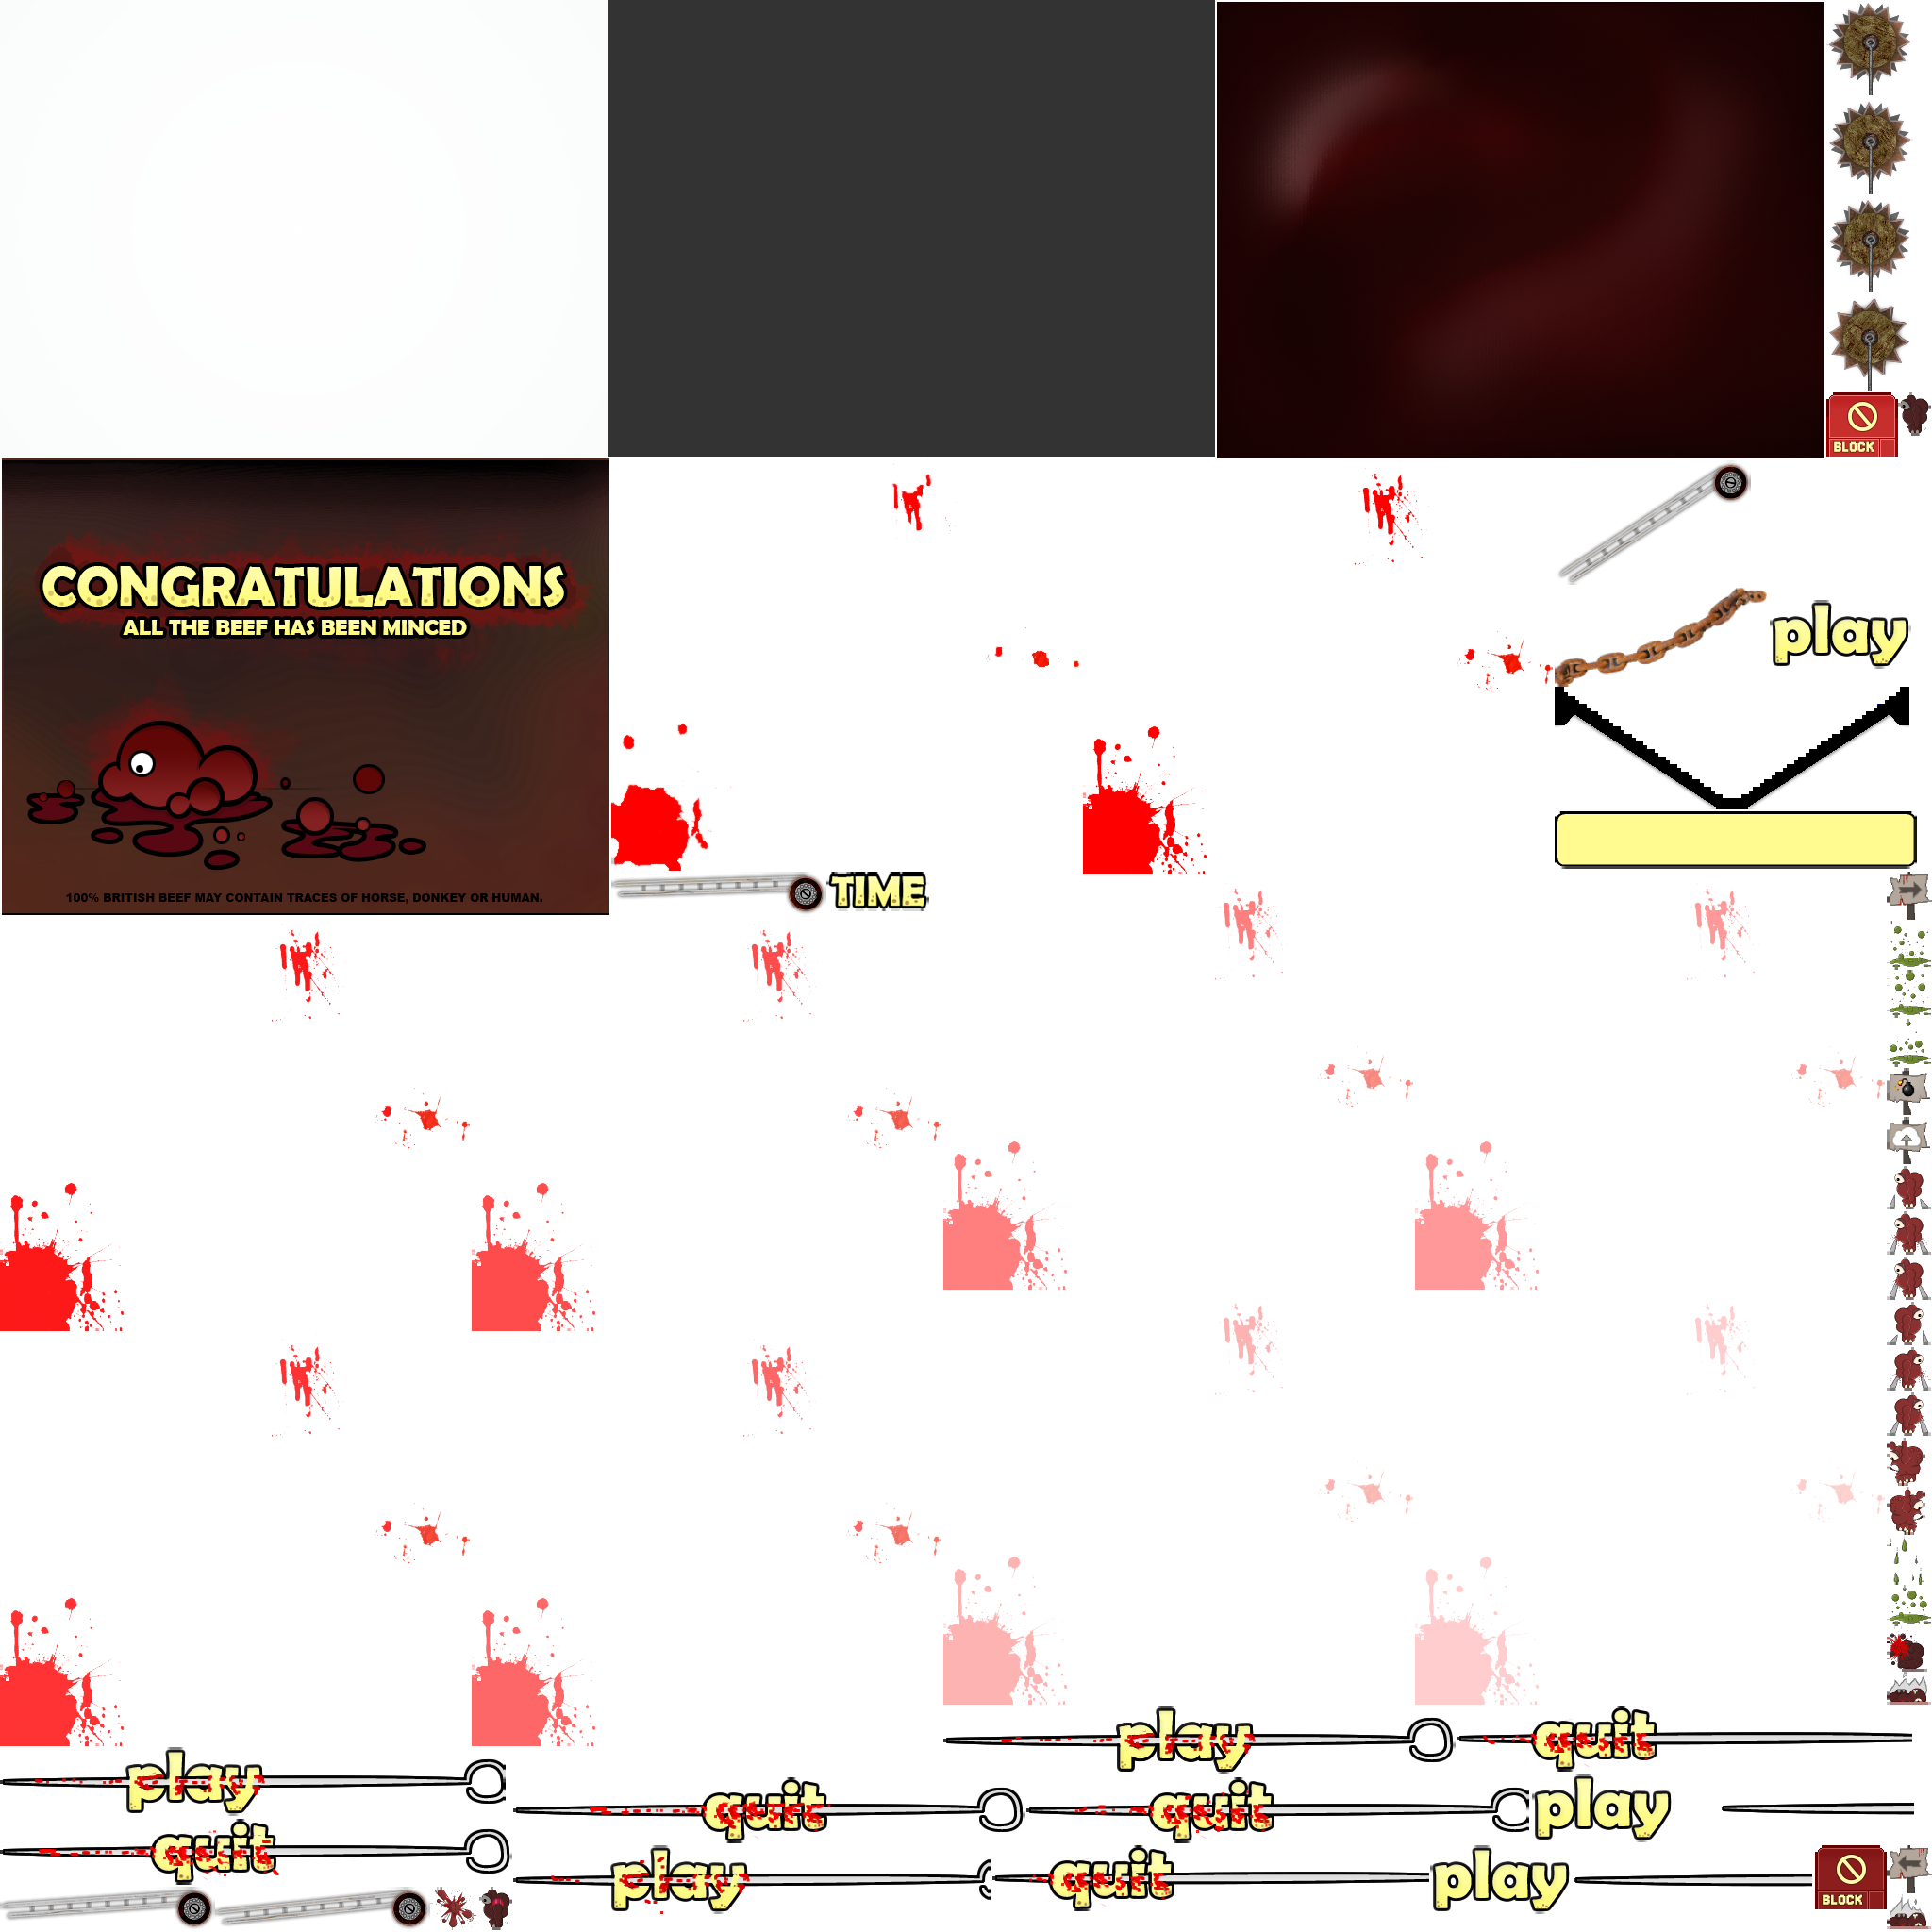 BLOCK
CONGRATULATIONS
ALL THE BEEF HAS BEEN MINCED
100% BRITISH BEEF MAY CONTAIN TRACES OF HORSE, DONKEY OR HUMAN.
play
TIME
play
quit
play
quit
quit
play
quit
play
quit
play
BLOCK